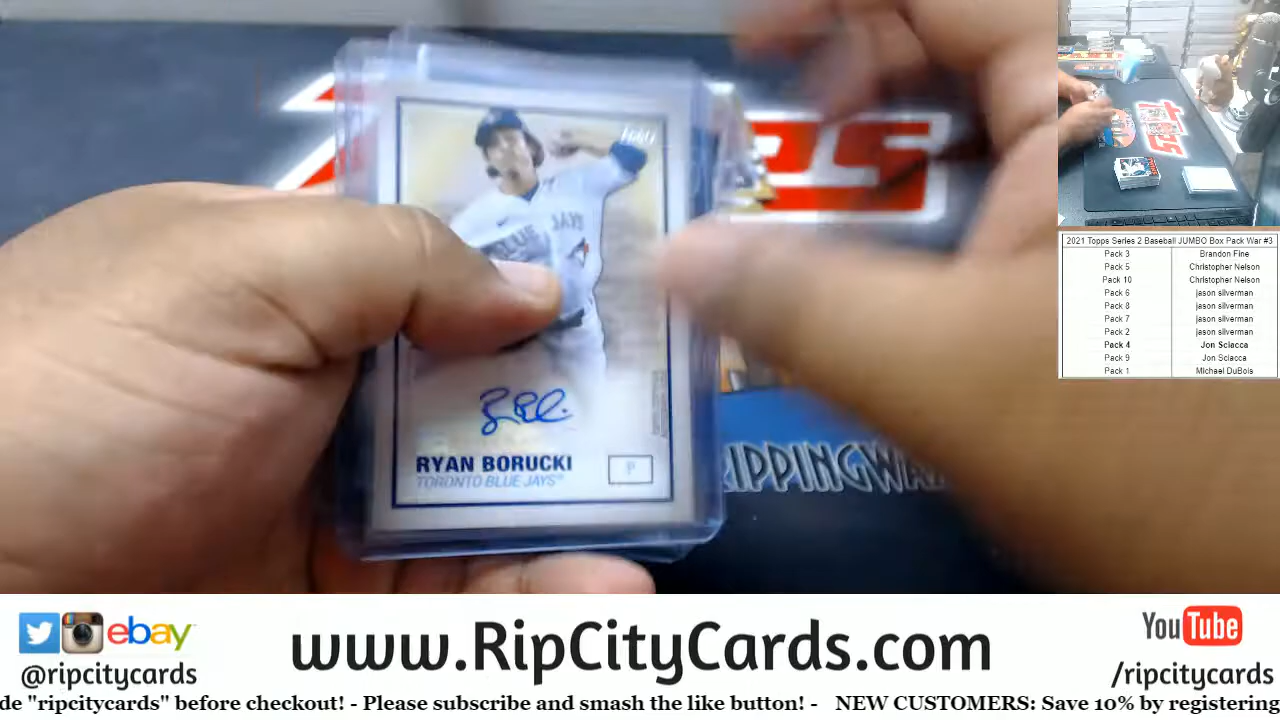 JAYS
RYAN BORUCKI
TORONTO BLUE JAYS
P
RIPPINGWA
2021 Topps Series 2 Baseball JUMBO Box Pack War #3
Pack 3 Brandon Fine
Pack 5 Christopher Nelson
Pack 10 Christopher Nelson
Pack 6 jason silverman
Pack 8 jason silverman
Pack 7 jason silverman
Pack 2 jason silverman
Pack 4 Jon Sciacca
Pack 9 Jon Sciacca
Pack 1 Michael DuBois
ebay
@ripcitycards
www.RipCityCards.com
YouTube
/ripcitycards
de "ripcitycards" before checkout! - Please subscribe and smash the like button! - NEW CUSTOMERS: Save 10% by registering